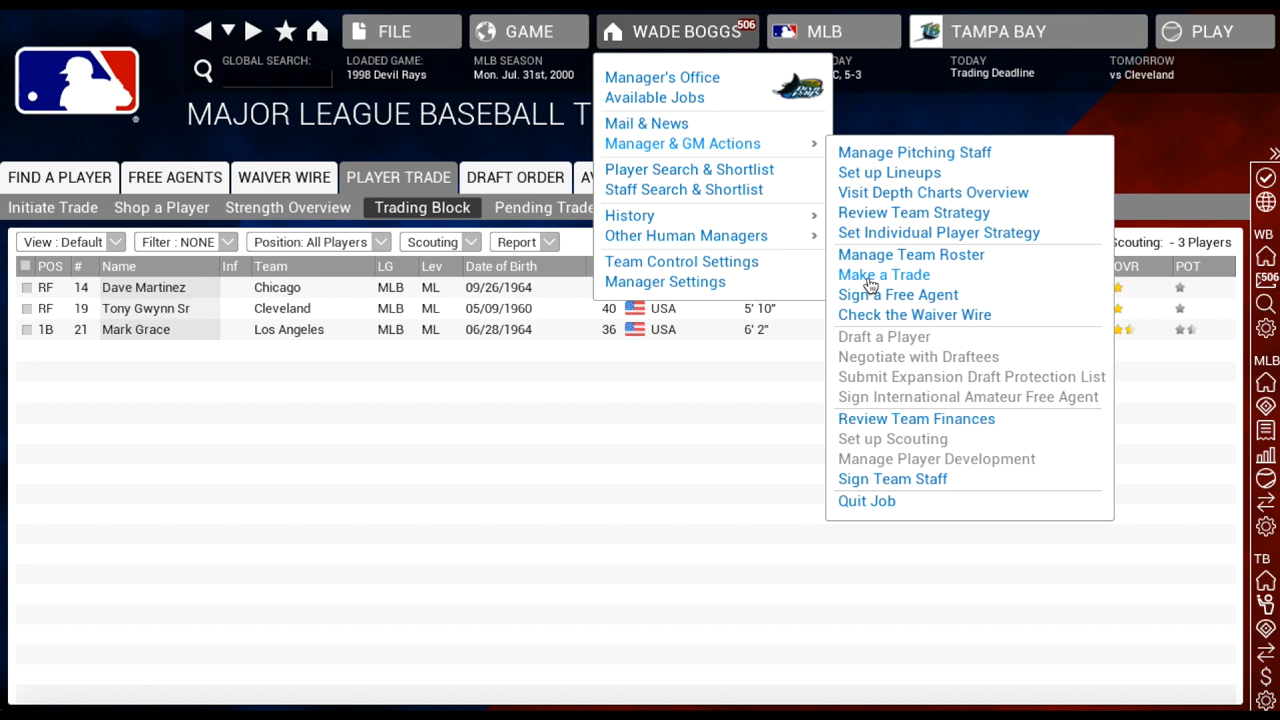 FILE
GAME
WADE BOGGS 506
MLB
TAMPA BAY
PLAY
GLOBAL SEARCH:
LOADED GAME:
1998 Devil Rays
MLB SEASON
Mon. Jul. 31st, 2000
DAY
C, 5-3
TODAY
Trading Deadline
TOMORROW
vs Cleveland
MAJOR LEAGUE BASEBALL T
Manager's Office
Available Jobs
Mail & News
Manager & GM Actions
Player Search & Shortlist
Staff Search & Shortlist
History
Other Human Managers
Team Control Settings
Manager Settings
Manage Pitching Staff
Set up Lineups
Visit Depth Charts Overview
Review Team Strategy
Set Individual Player Strategy
Manage Team Roster
Make a Trade
Sign a Free Agent
Check the Waiver Wire
Draft a Player
Negotiate with Draftees
Submit Expansion Draft Protection List
Sign International Amateur Free Agent
Review Team Finances
Set up Scouting
Manage Player Development
Sign Team Staff
Quit Job
FIND A PLAYER
FREE AGENTS
WAIVER WIRE
PLAYER TRADE
DRAFT ORDER
Initiate Trade
Shop a Player
Strength Overview
Trading Block
Pending Trade
View : Default
Filter : NONE
Position: All Players
Scouting
Report
Scouting: - 3 Players
POS # Name Inf Team LG Lev Date of Birth OVR POT
RF 14 Dave Martinez Chicago MLB ML 09/26/1964
RF 19 Tony Gwynn Sr Cleveland MLB ML 05/09/1960 40 USA 5' 10"
1B 21 Mark Grace Los Angeles MLB ML 06/28/1964 36 USA 6' 2"
WB
506
MLB
TB